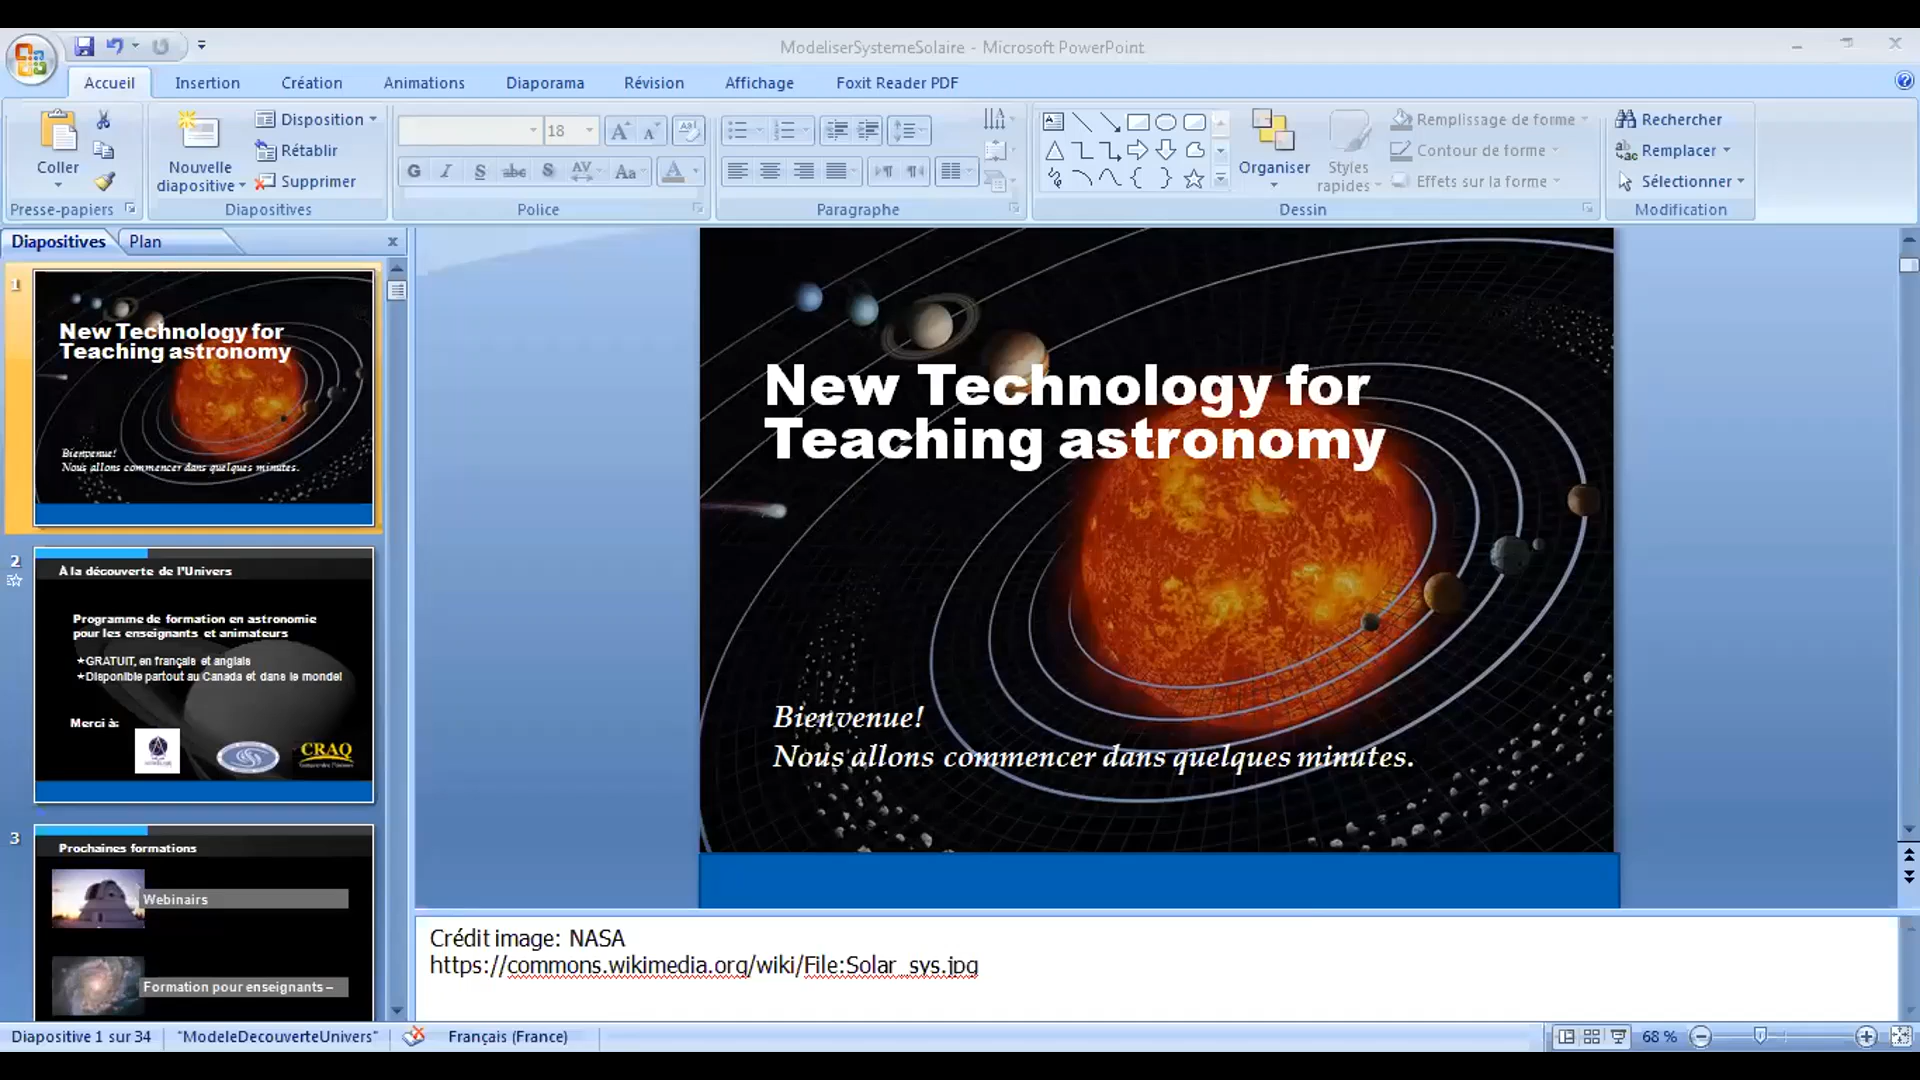 ModeliserSystemeSolaire - Microsoft PowerPoint
Accueil
Insertion
Création
Animations
Diaporama
Révision
Affichage
Foxit Reader PDF
Coller
Presse-papiers
Nouvelle
diapositive
Disposition
Rétablir
Supprimer
Diapositives
18
G I S abc S AV Aa A
Police
Paragraphe
Organiser
Styles
rapides
Remplissage de forme
Contour de forme
Effets sur la forme
Dessin
Rechercher
Remplacer
Sélectionner
Modification
Diapositives
Plan
1
New Technology for
Teaching astronomy
Bienvenue!
Nous allons commencer dans quelques minutes.
2
À la découverte de l'Univers
Programme de formation en astronomie
pour les enseignants et animateurs
★GRATUIT, en français et anglais
★Disponible partout au Canada et dans le monde!
Merci à:
CRAQ
3
Prochaines formations
Webinairs
Formation pour enseignants –
New Technology for
Teaching astronomy
Bienvenue!
Nous allons commencer dans quelques minutes.
Crédit image: NASA
https://commons.wikimedia.org/wiki/File:Solar_sys.jpg
Diapositive 1 sur 34
"ModeleDecouverteUnivers"
Français (France)
68 %